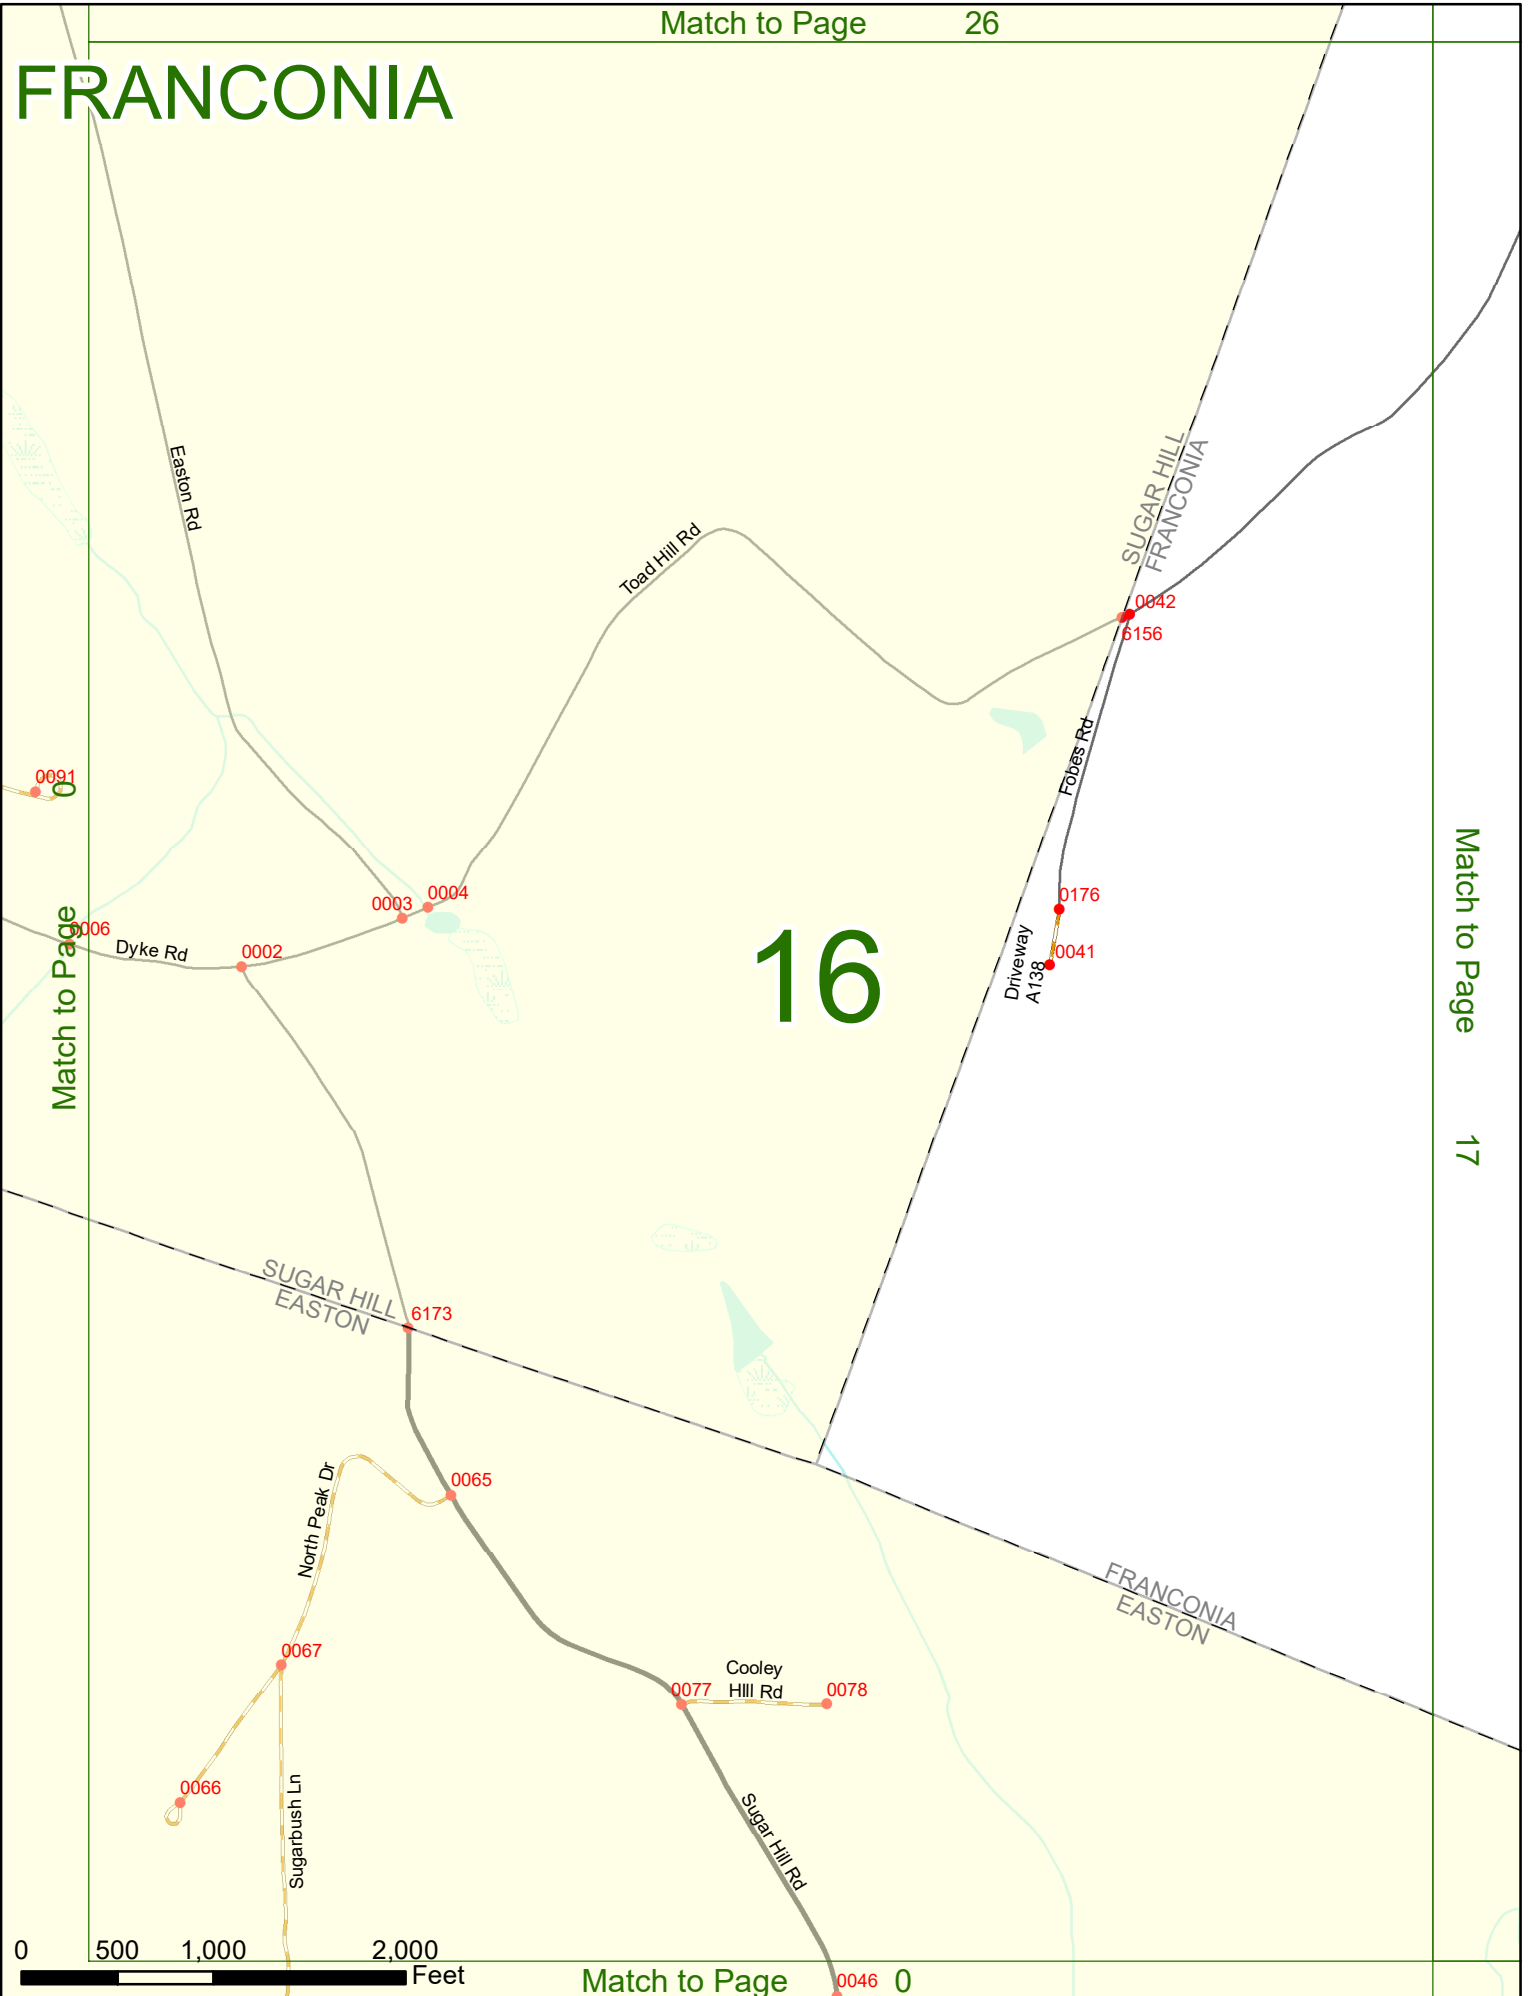 Match to Page 26
FRANCONIA
Easton Rd
Toad Hill Rd
SUGAR HILL
FRANCONIA
0042
6156
Fobes Rd
0091
0
Match to Page
0003
0004
0006
Dyke Rd
0002
16
0176
0041
Driveway
A138
Match to Page 17
SUGAR HILL
EASTON
6173
0065
North Peak Dr
FRANCONIA
EASTON
0067
Cooley
HIll Rd
0077
0078
0066
Sugarbush Ln
Sugar Hill Rd
0 500 1,000 2,000
Feet
Match to Page 0
0046